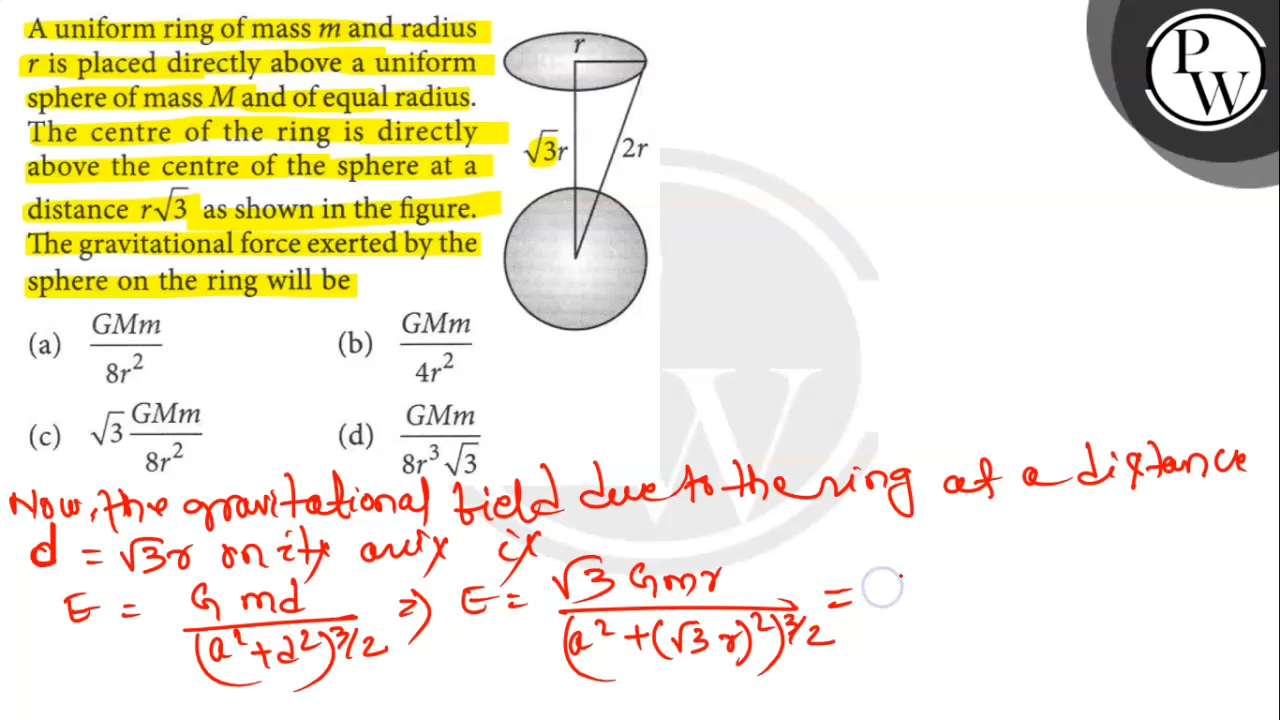 A uniform ring of mass m and radius
r is placed directly above a uniform
sphere of mass M and of equal radius.
The centre of the ring is directly
above the centre of the sphere at a
distance r√3 as shown in the figure.
The gravitational force exerted by the
sphere on the ring will be
(a) GMm/8r² (b) GMm/4r²
(c) √3 GMm/8r² (d) GMm/8r³√3
r
√3r
2r
P
W
Now, the gravitational field due to the ring at a distance
d = √3r on its axis is
E = Gmd/(a²+d²)^3/2 ⇒ E = √3 Gmr/(a²+(√3 r)²)^3/2 =